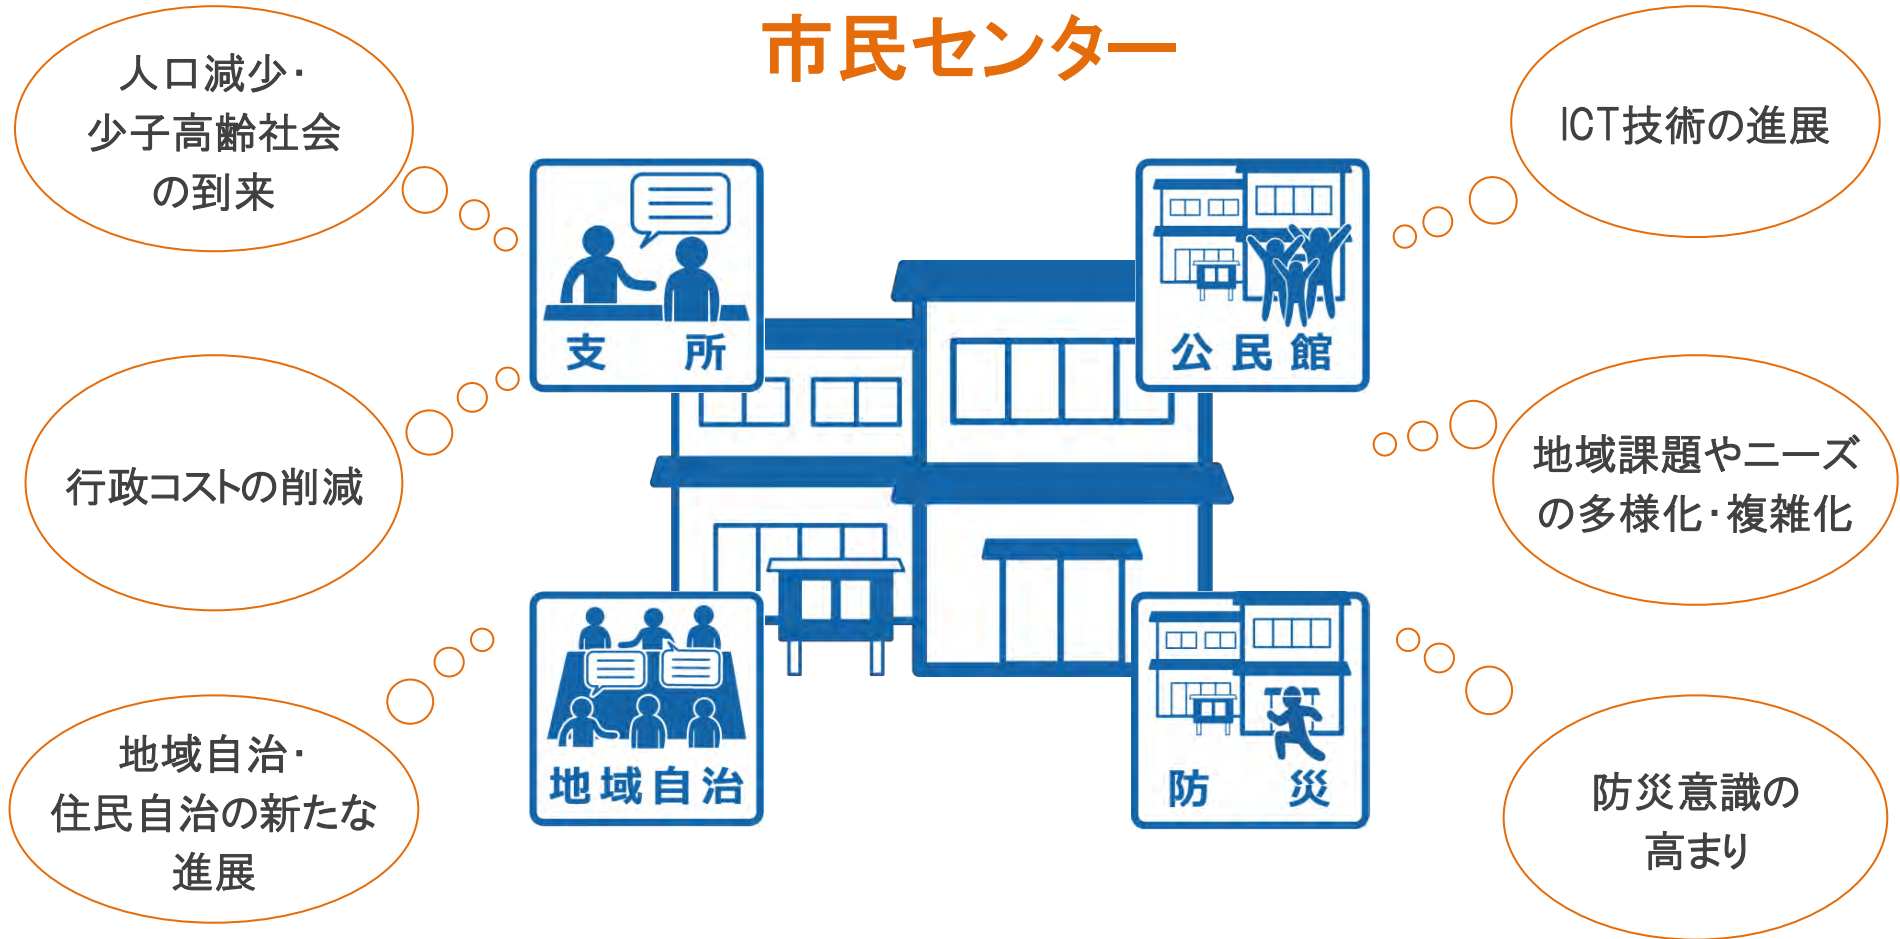 市民センター
人口減少・
少子高齢社会
の到来
ICT技術の進展
支所
公民館
行政コストの削減
地域課題やニーズ
の多様化・複雑化
地域自治・
住民自治の新たな
進展
地域自治
防災
防災意識の
高まり